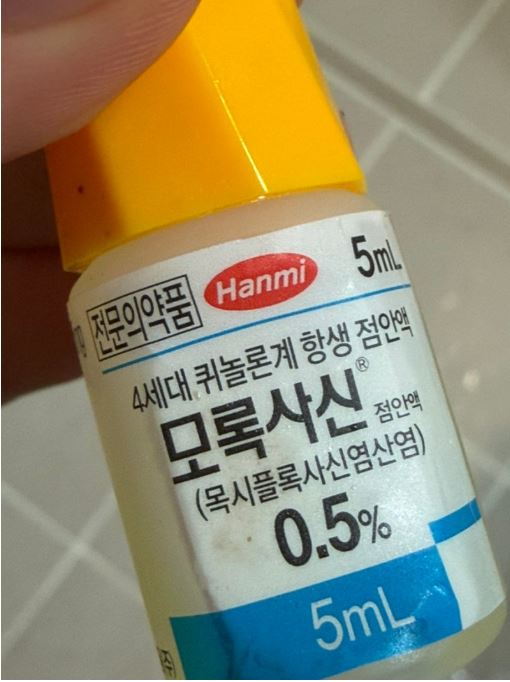 전문의약품 Hanmi 5mL
4세대 퀴놀론계 항생 점안액
모록사신® 점안액
(목시플록사신염산염)
0.5%
5mL